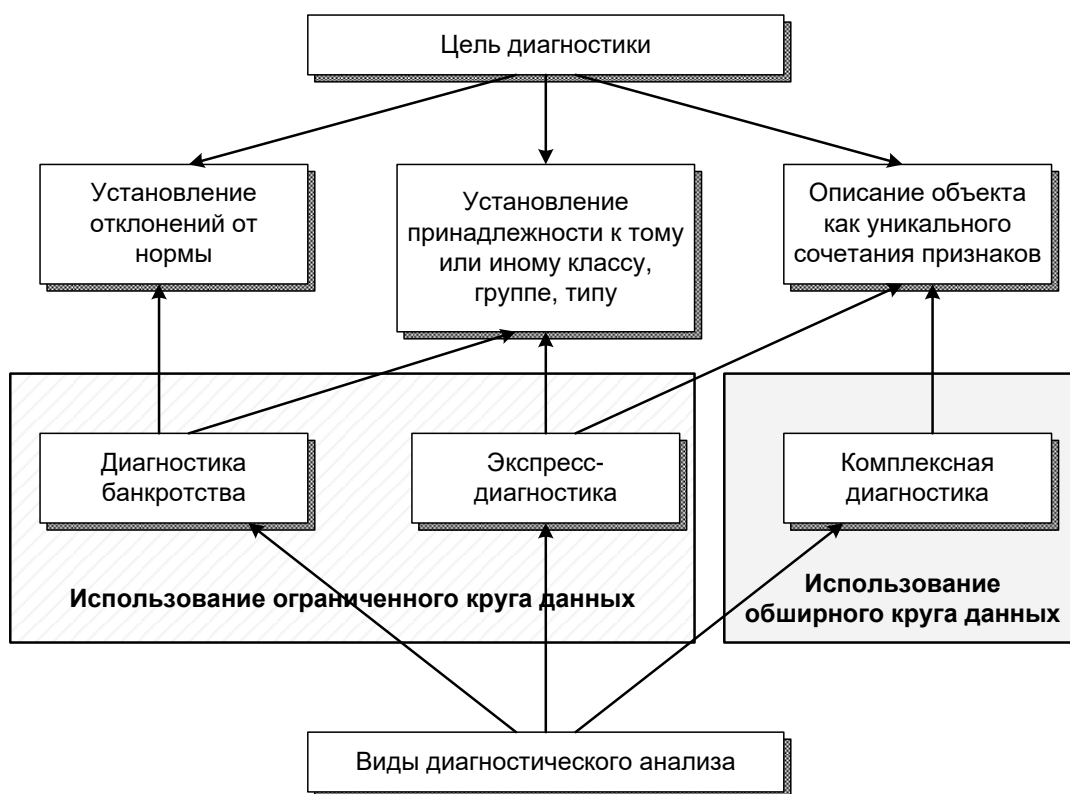 Цель диагностики
Установление
отклонений от
нормы
Установление
принадлежности к тому
или иному классу,
группе, типу
Описание объекта
как уникального
сочетания признаков
Диагностика
банкротства
Экспресс-
диагностика
Комплексная
диагностика
Использование ограниченного круга данных
Использование
обширного круга данных
Виды диагностического анализа